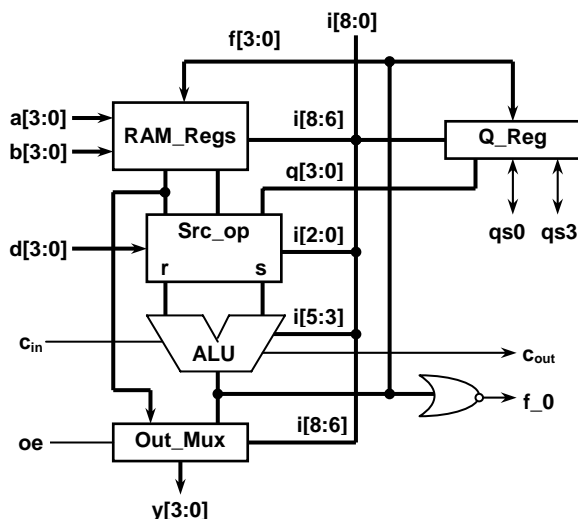 i[8:0]
f[3:0]
a[3:0]
RAM_Regs
i[8:6]
Q_Reg
b[3:0]
q[3:0]
Src_op
qs0
qs3
d[3:0]
i[2:0]
r
s
i[5:3]
cin
ALU
cout
f_0
i[8:6]
oe
Out_Mux
y[3:0]